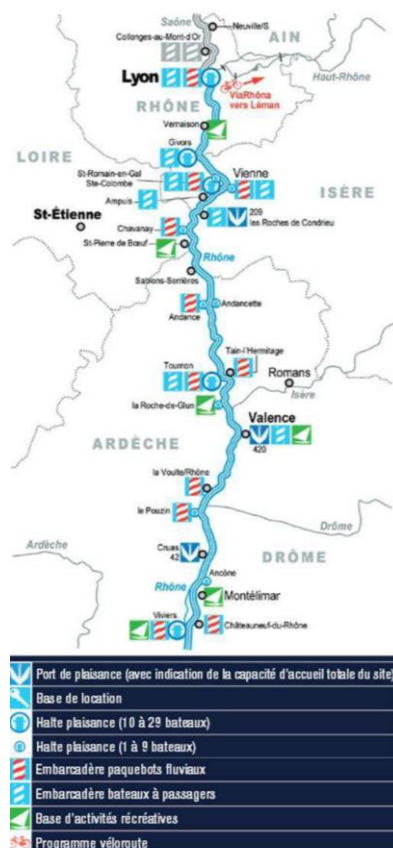 Saône
Neuville/S
Collonges-au-Mont-d'Or
AIN
Lyon
Haut-Rhône
ViaRhôna
vers Léman
RHÔNE
Vernaison
LOIRE
Givors
St-Romain-en-Gal
Ste-Colombe
Vienne
ISÈRE
Ampuis
St-Étienne
209
les Roches de Condrieu
Chavanay
St-Pierre de Bœuf
Rhône
Sablons-Serrières
Andancette
Andance
Tain-l'Hermitage
Tournon
Romans
Isère
la Roche-de-Glun
Valence
420
ARDÈCHE
la Voulte/Rhône
le Pouzin
Drôme
Ardèche
Cruas
42
DRÔME
Ancône
Rhône
Montélimar
Viviers
Châteauneuf-du-Rhône
Port de plaisance (avec indication de la capacité d'accueil totale du site)
Base de location
Halte plaisance (10 à 29 bateaux)
Halte plaisance (1 à 9 bateaux)
Embarcadère paquebots fluviaux
Embarcadère bateaux à passagers
Base d'activités récréatives
Programme véloroute